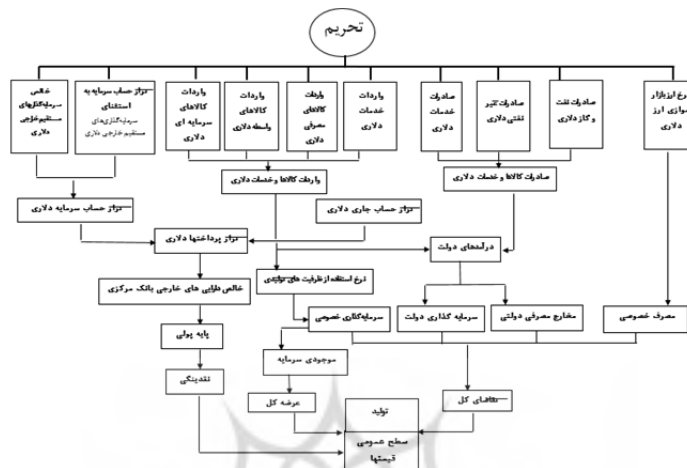 تحریم
نرخ ارز بازار
موازی ارز
دلاری
صادرات نفت
و گاز دلاری
صادرات غیر
نفتی دلاری
صادرات
خدمات
دلاری
واردات
خدمات
دلاری
واردات
کالاهای
مصرفی
دلاری
واردات
کالاهای
واسطه دلاری
واردات
کالاهای
سرمایه ای
دلاری
تراز حساب سرمایه به
استثنای
سرمایه‌گذاری‌های
مستقیم خارجی دلاری
خالص
سرمایه‌گذاری‌های
مستقیم خارجی
دلاری
صادرات کالاها و خدمات دلاری
واردات کالاها و خدمات دلاری
تراز حساب جاری دلاری
تراز حساب سرمایه دلاری
درآمدهای دولت
تراز پرداختها دلاری
نرخ استفاده از ظرفیت های تولیدی
خالص دارایی های خارجی بانک مرکزی
مصرف خصوصی
مخارج مصرفی دولتی
سرمایه گذاری دولت
سرمایه‌گذاری خصوصی
پایه پولی
موجودی سرمایه
نقدینگی
تقاضای کل
عرضه کل
تولید
سطح عمومی
قیمتها